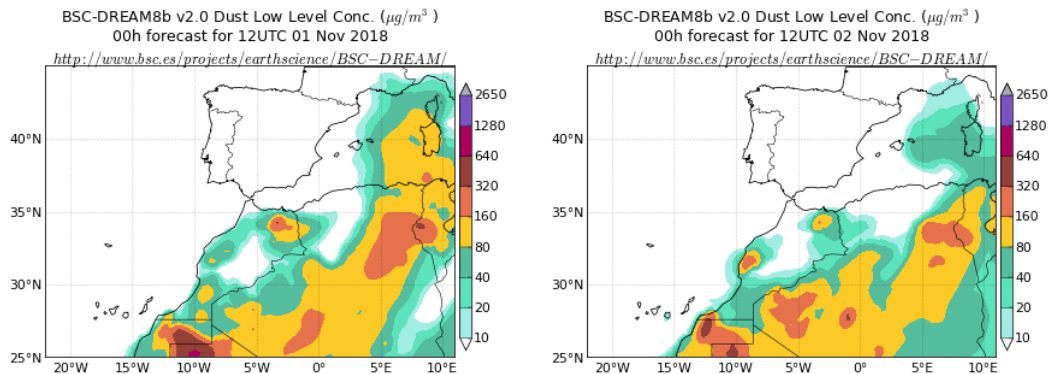 BSC-DREAM8b v2.0 Dust Low Level Conc. (μg/m³ )
00h forecast for 12UTC 01 Nov 2018
http://www.bsc.es/projects/earthscience/BSC−DREAM/
40°N
35°N
30°N
25°N
20°W
15°W
10°W
5°W
0°E
5°E
10°E
2650
1280
640
320
160
80
40
20
10
BSC-DREAM8b v2.0 Dust Low Level Conc. (μg/m³ )
00h forecast for 12UTC 02 Nov 2018
http://www.bsc.es/projects/earthscience/BSC−DREAM/
40°N
35°N
30°N
25°N
20°W
15°W
10°W
5°W
0°E
5°E
10°E
2650
1280
640
320
160
80
40
20
10